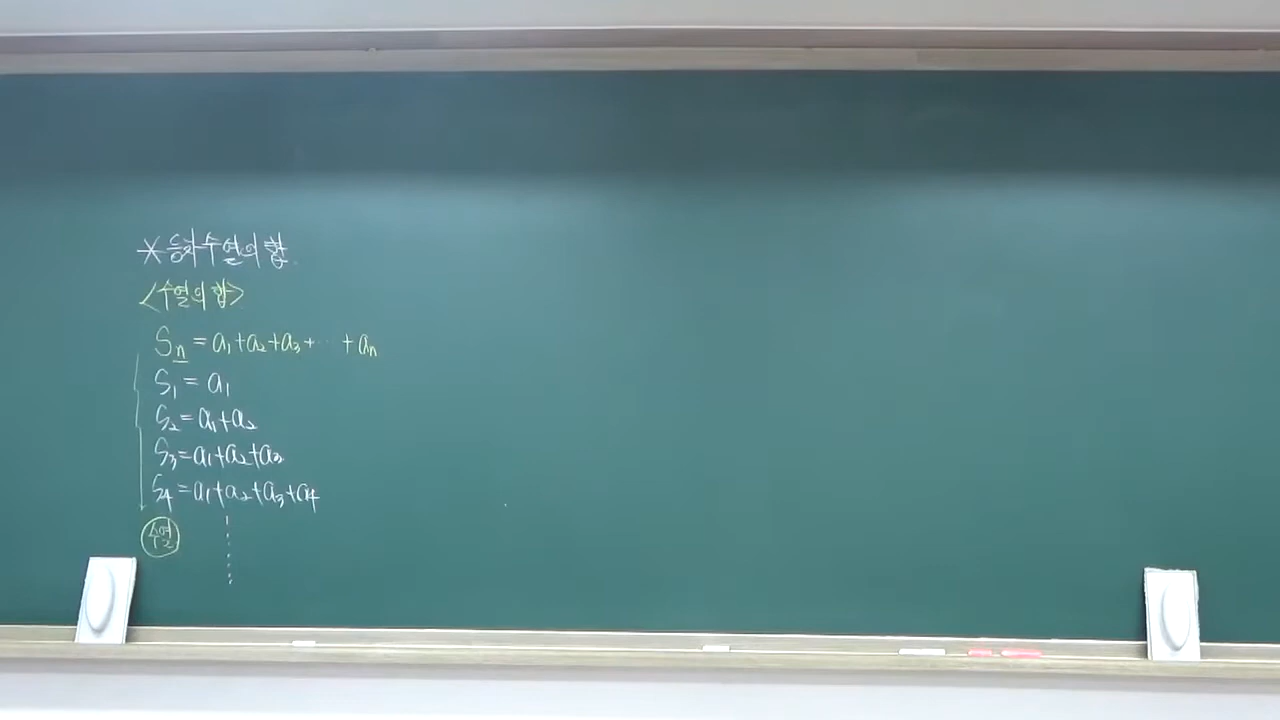 * 등차수열의 합
<수열의 합>
Sn = a₁+a₂+a₃+ ⋯ +aₙ
S₁ = a₁
S₂ = a₁+a₂
S₃ = a₁+a₂+a₃
S₄ = a₁+a₂+a₃+a₄
수열